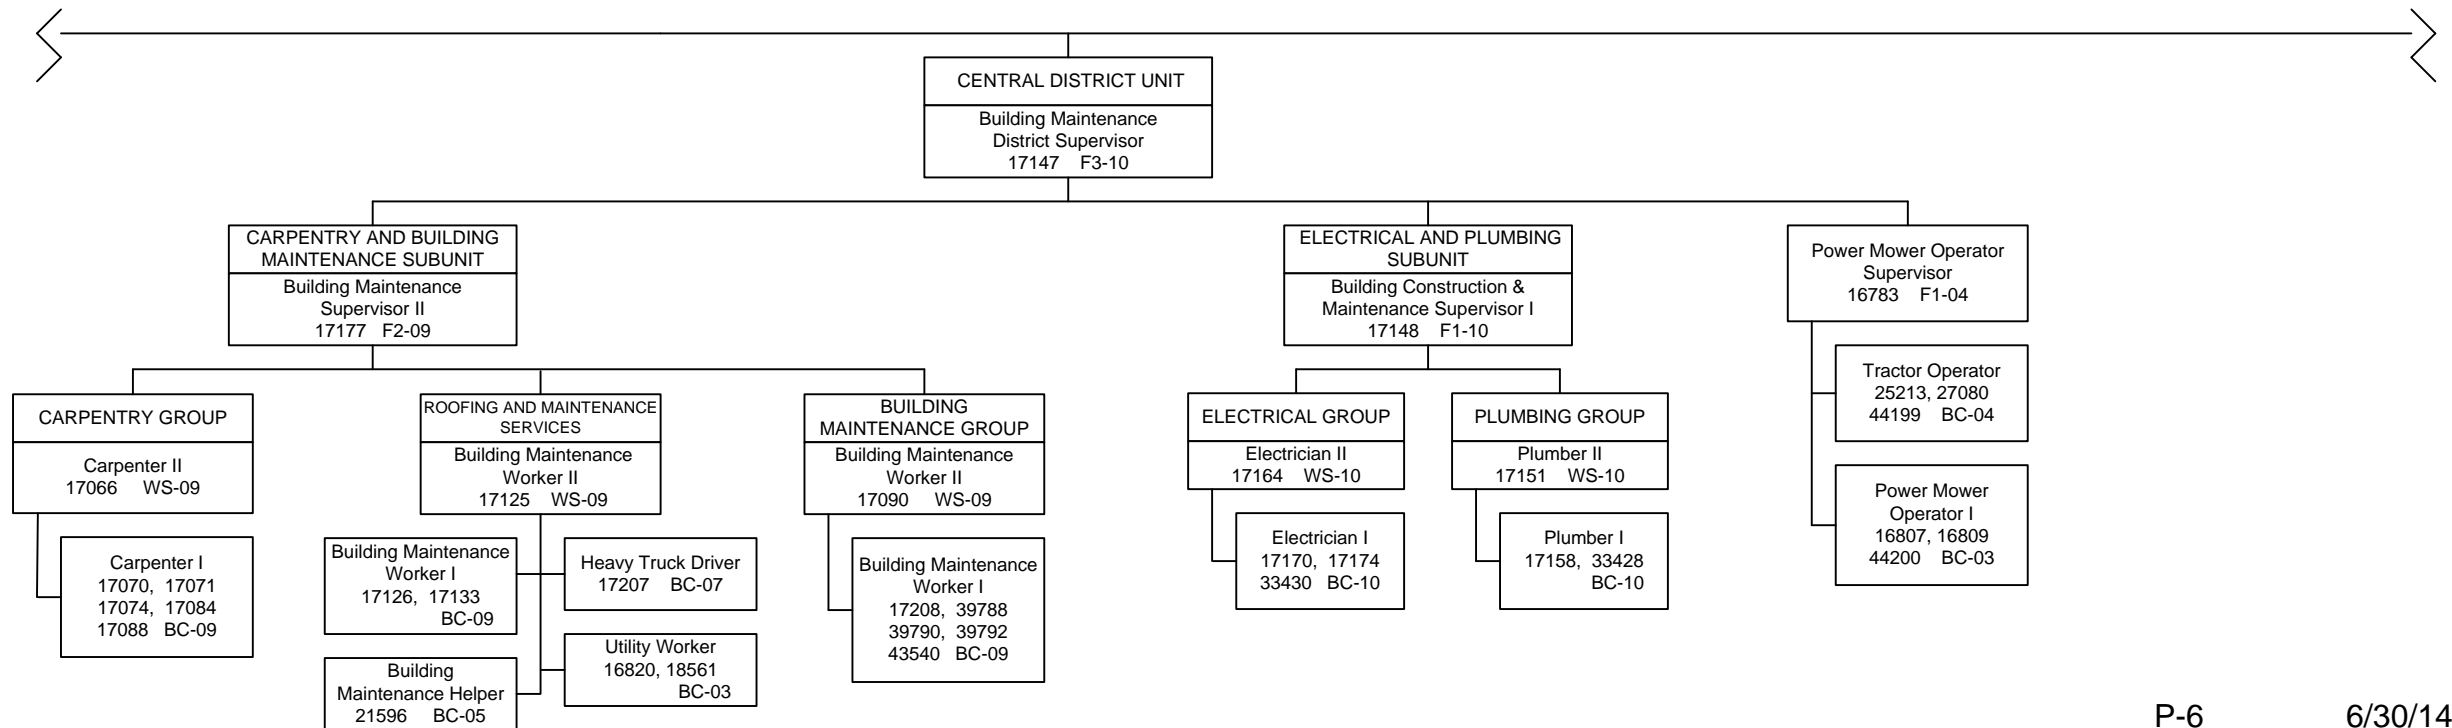 CENTRAL DISTRICT UNIT
Building Maintenance
District Supervisor
17147 F3-10
CARPENTRY AND BUILDING
MAINTENANCE SUBUNIT
Building Maintenance
Supervisor II
17177 F2-09
ELECTRICAL AND PLUMBING
SUBUNIT
Building Construction &
Maintenance Supervisor I
17148 F1-10
Power Mower Operator
Supervisor
16783 F1-04
Tractor Operator
25213, 27080
44199 BC-04
Power Mower
Operator I
16807, 16809
44200 BC-03
CARPENTRY GROUP
Carpenter II
17066 WS-09
Carpenter I
17070, 17071
17074, 17084
17088 BC-09
ROOFING AND MAINTENANCE
SERVICES
Building Maintenance
Worker II
17125 WS-09
Building Maintenance
Worker I
17126, 17133
BC-09
Heavy Truck Driver
17207 BC-07
Building
Maintenance Helper
21596 BC-05
Utility Worker
16820, 18561
BC-03
BUILDING
MAINTENANCE GROUP
Building Maintenance
Worker II
17090 WS-09
Building Maintenance
Worker I
17208, 39788
39790, 39792
43540 BC-09
ELECTRICAL GROUP
Electrician II
17164 WS-10
Electrician I
17170, 17174
33430 BC-10
PLUMBING GROUP
Plumber II
17151 WS-10
Plumber I
17158, 33428
BC-10
P-6 6/30/14